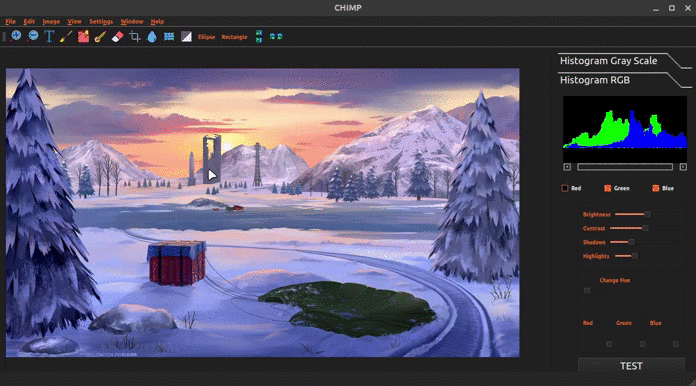 CHIMP
File Edit Image View Settings Window Help
Ellipse Rectangle
Histogram Gray Scale
Histogram RGB
Red Green Blue
Brightness
Contrast
Shadows
Highlights
Change Hue
Red Green Blue
TEST